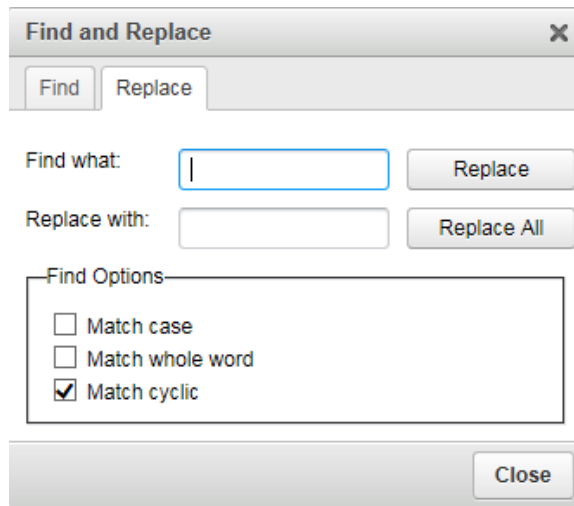 Find and Replace
Find Replace
Find what: Replace
Replace with: Replace All
Find Options
Match case
Match whole word
Match cyclic
Close